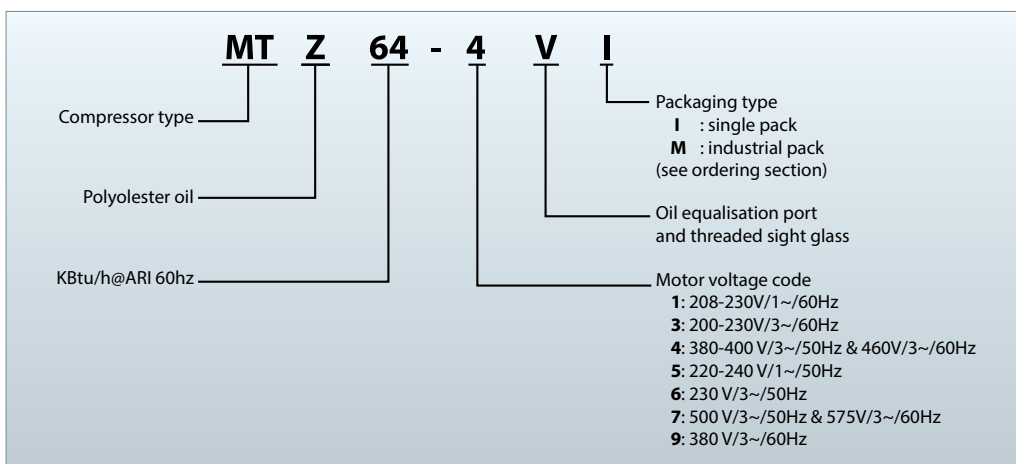 MT Z 64 - 4 V I
Compressor type
Polyolester oil
KBtu/h@ARI 60hz
Packaging type
I : single pack
M : industrial pack
(see ordering section)
Oil equalisation port
and threaded sight glass
Motor voltage code
1: 208-230V/1~/60Hz
3: 200-230V/3~/60Hz
4: 380-400 V/3~/50Hz & 460V/3~/60Hz
5: 220-240 V/1~/50Hz
6: 230 V/3~/50Hz
7: 500 V/3~/50Hz & 575V/3~/60Hz
9: 380 V/3~/60Hz